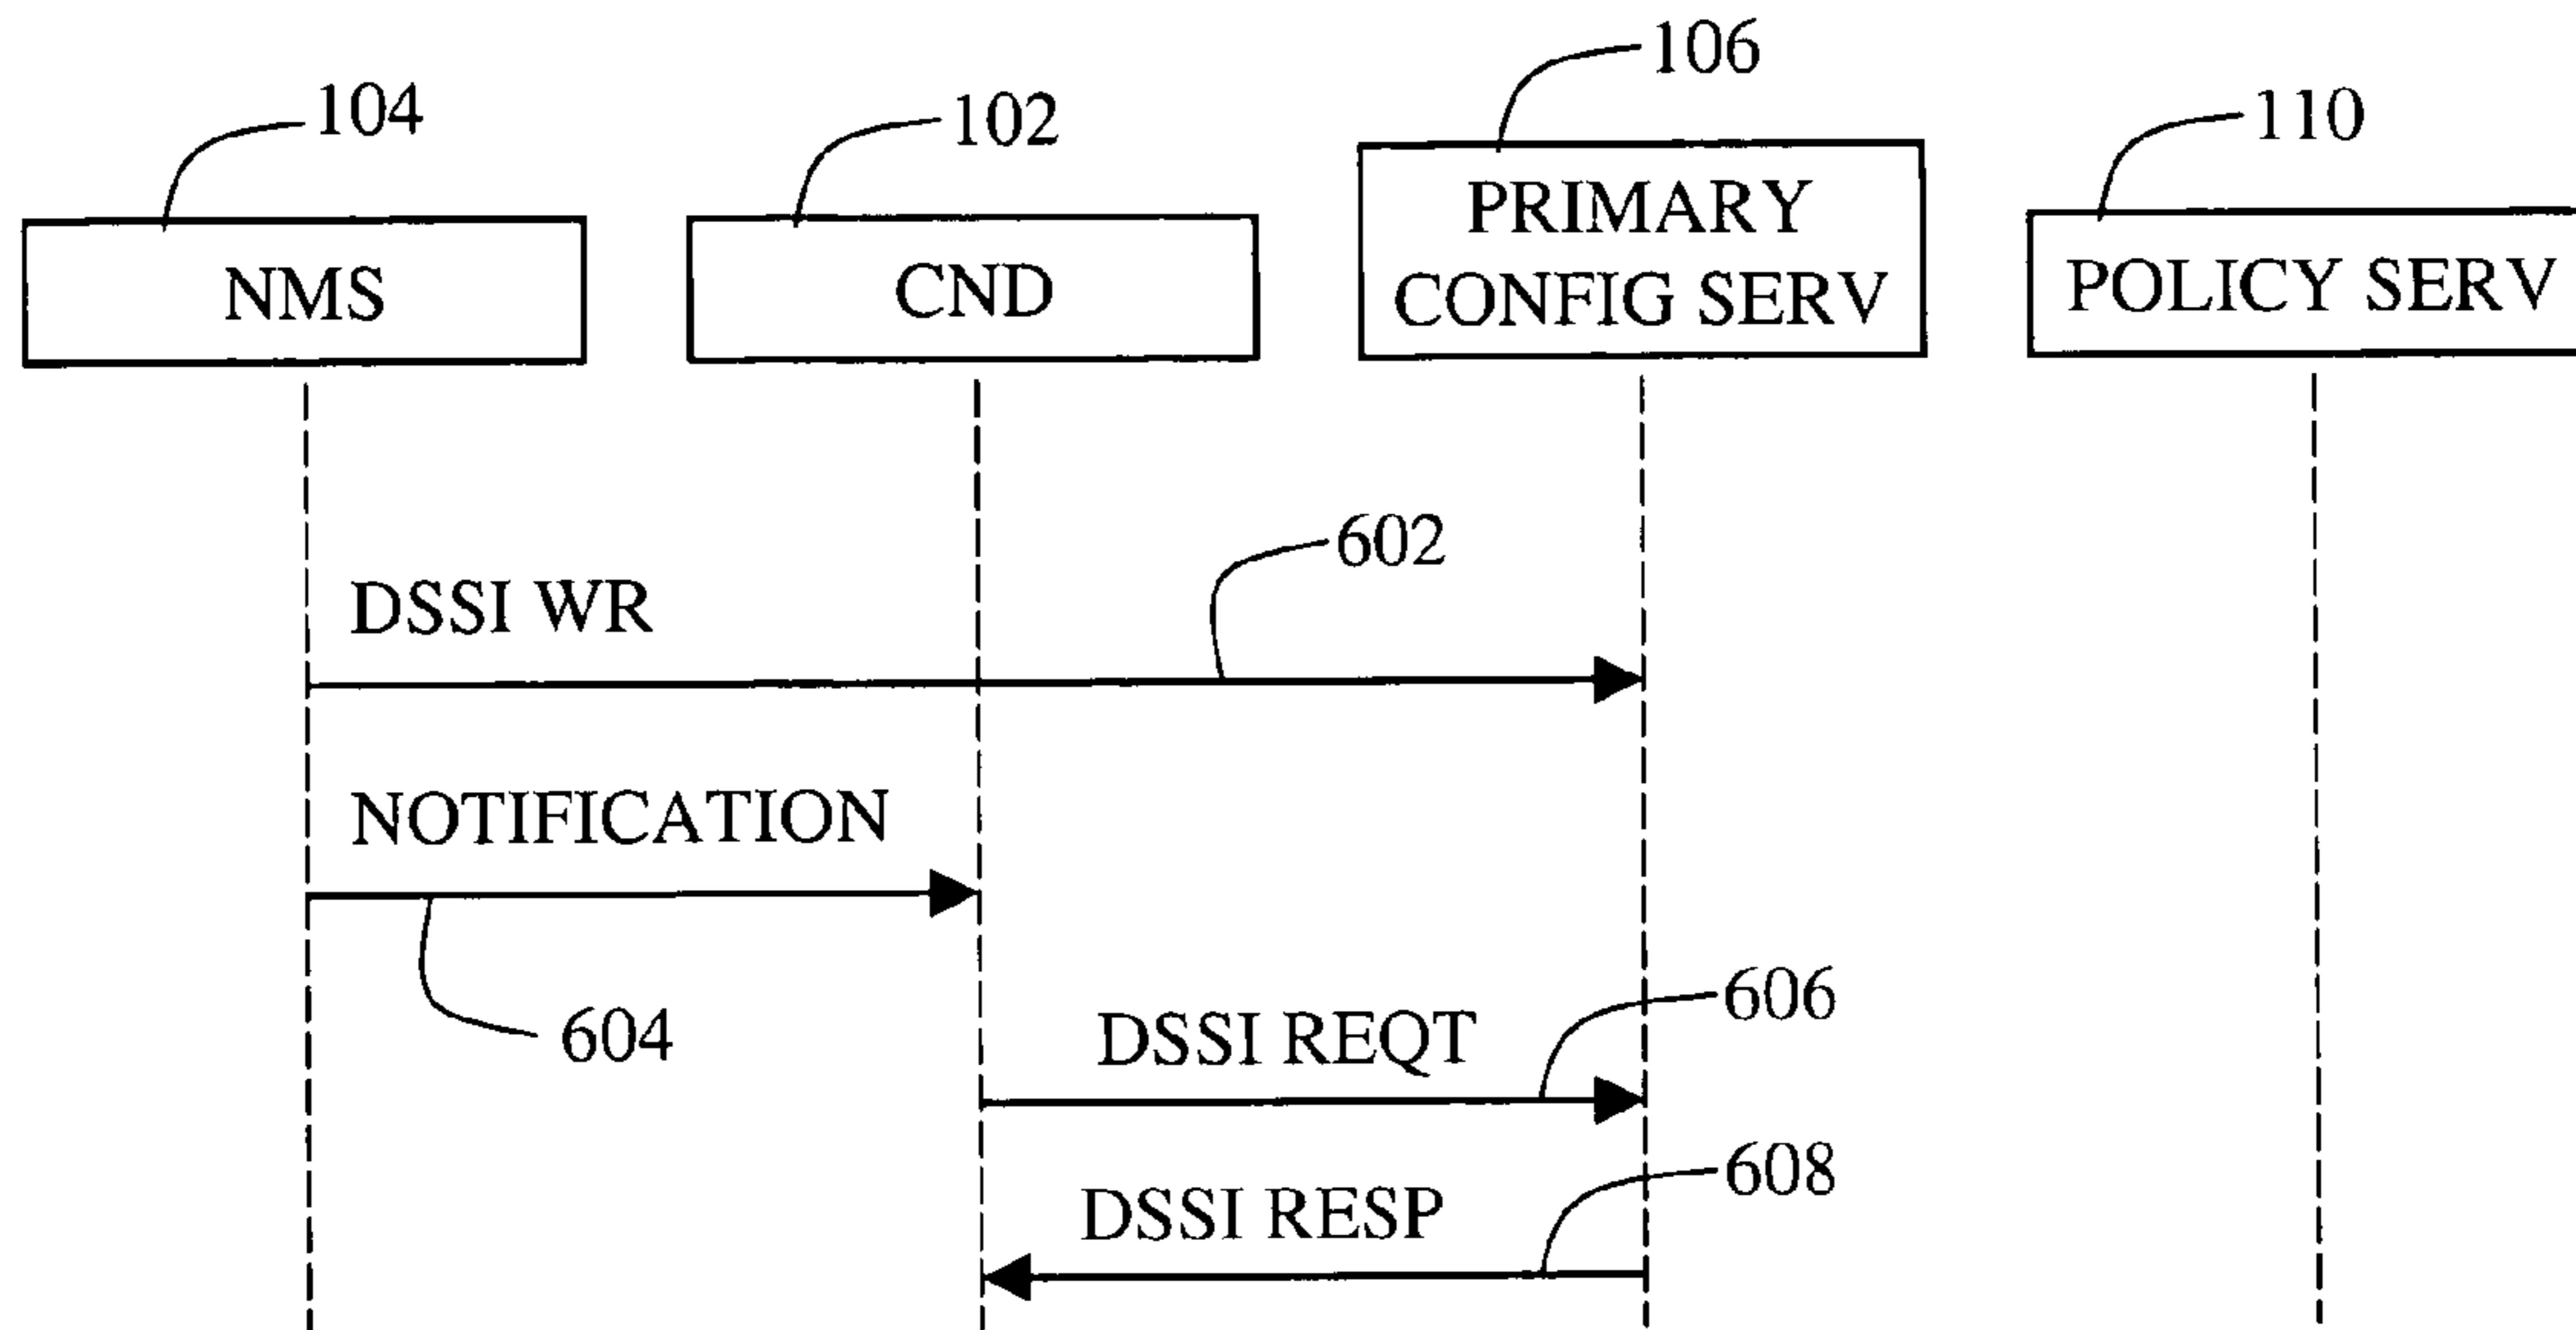 106
104
102
110
PRIMARY
CONFIG SERV
NMS
CND
POLICY SERV
602
DSSI WR
NOTIFICATION
604
606
DSSI REQT
608
DSSI RESP